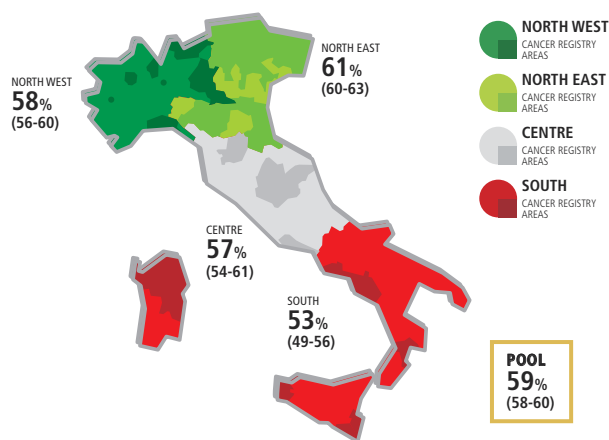 NORTH WEST
58%
(56-60)
NORTH EAST
61%
(60-63)
CENTRE
57%
(54-61)
SOUTH
53%
(49-56)
NORTH WEST
CANCER REGISTRY
AREAS
NORTH EAST
CANCER REGISTRY
AREAS
CENTRE
CANCER REGISTRY
AREAS
SOUTH
CANCER REGISTRY
AREAS
POOL
59%
(58-60)